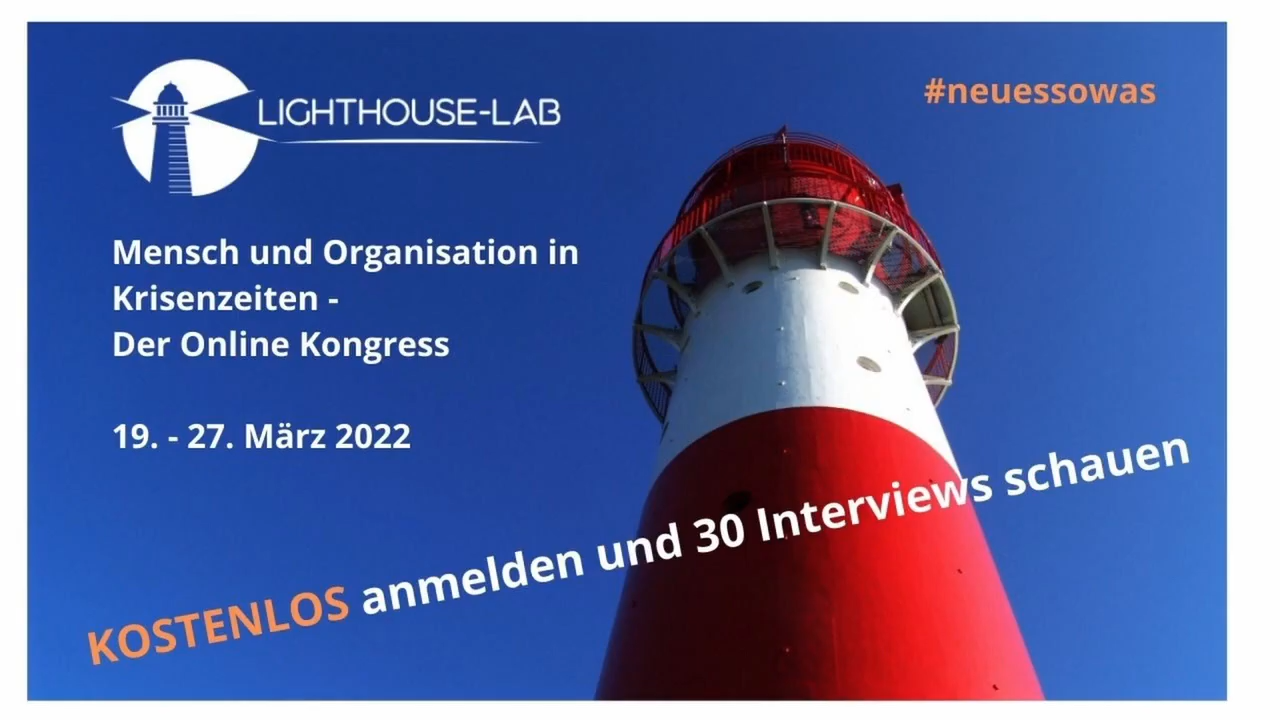 LIGHTHOUSE-LAB
#neuessowas
Mensch und Organisation in
Krisenzeiten -
Der Online Kongress
19. - 27. März 2022
KOSTENLOS anmelden und 30 Interviews schauen